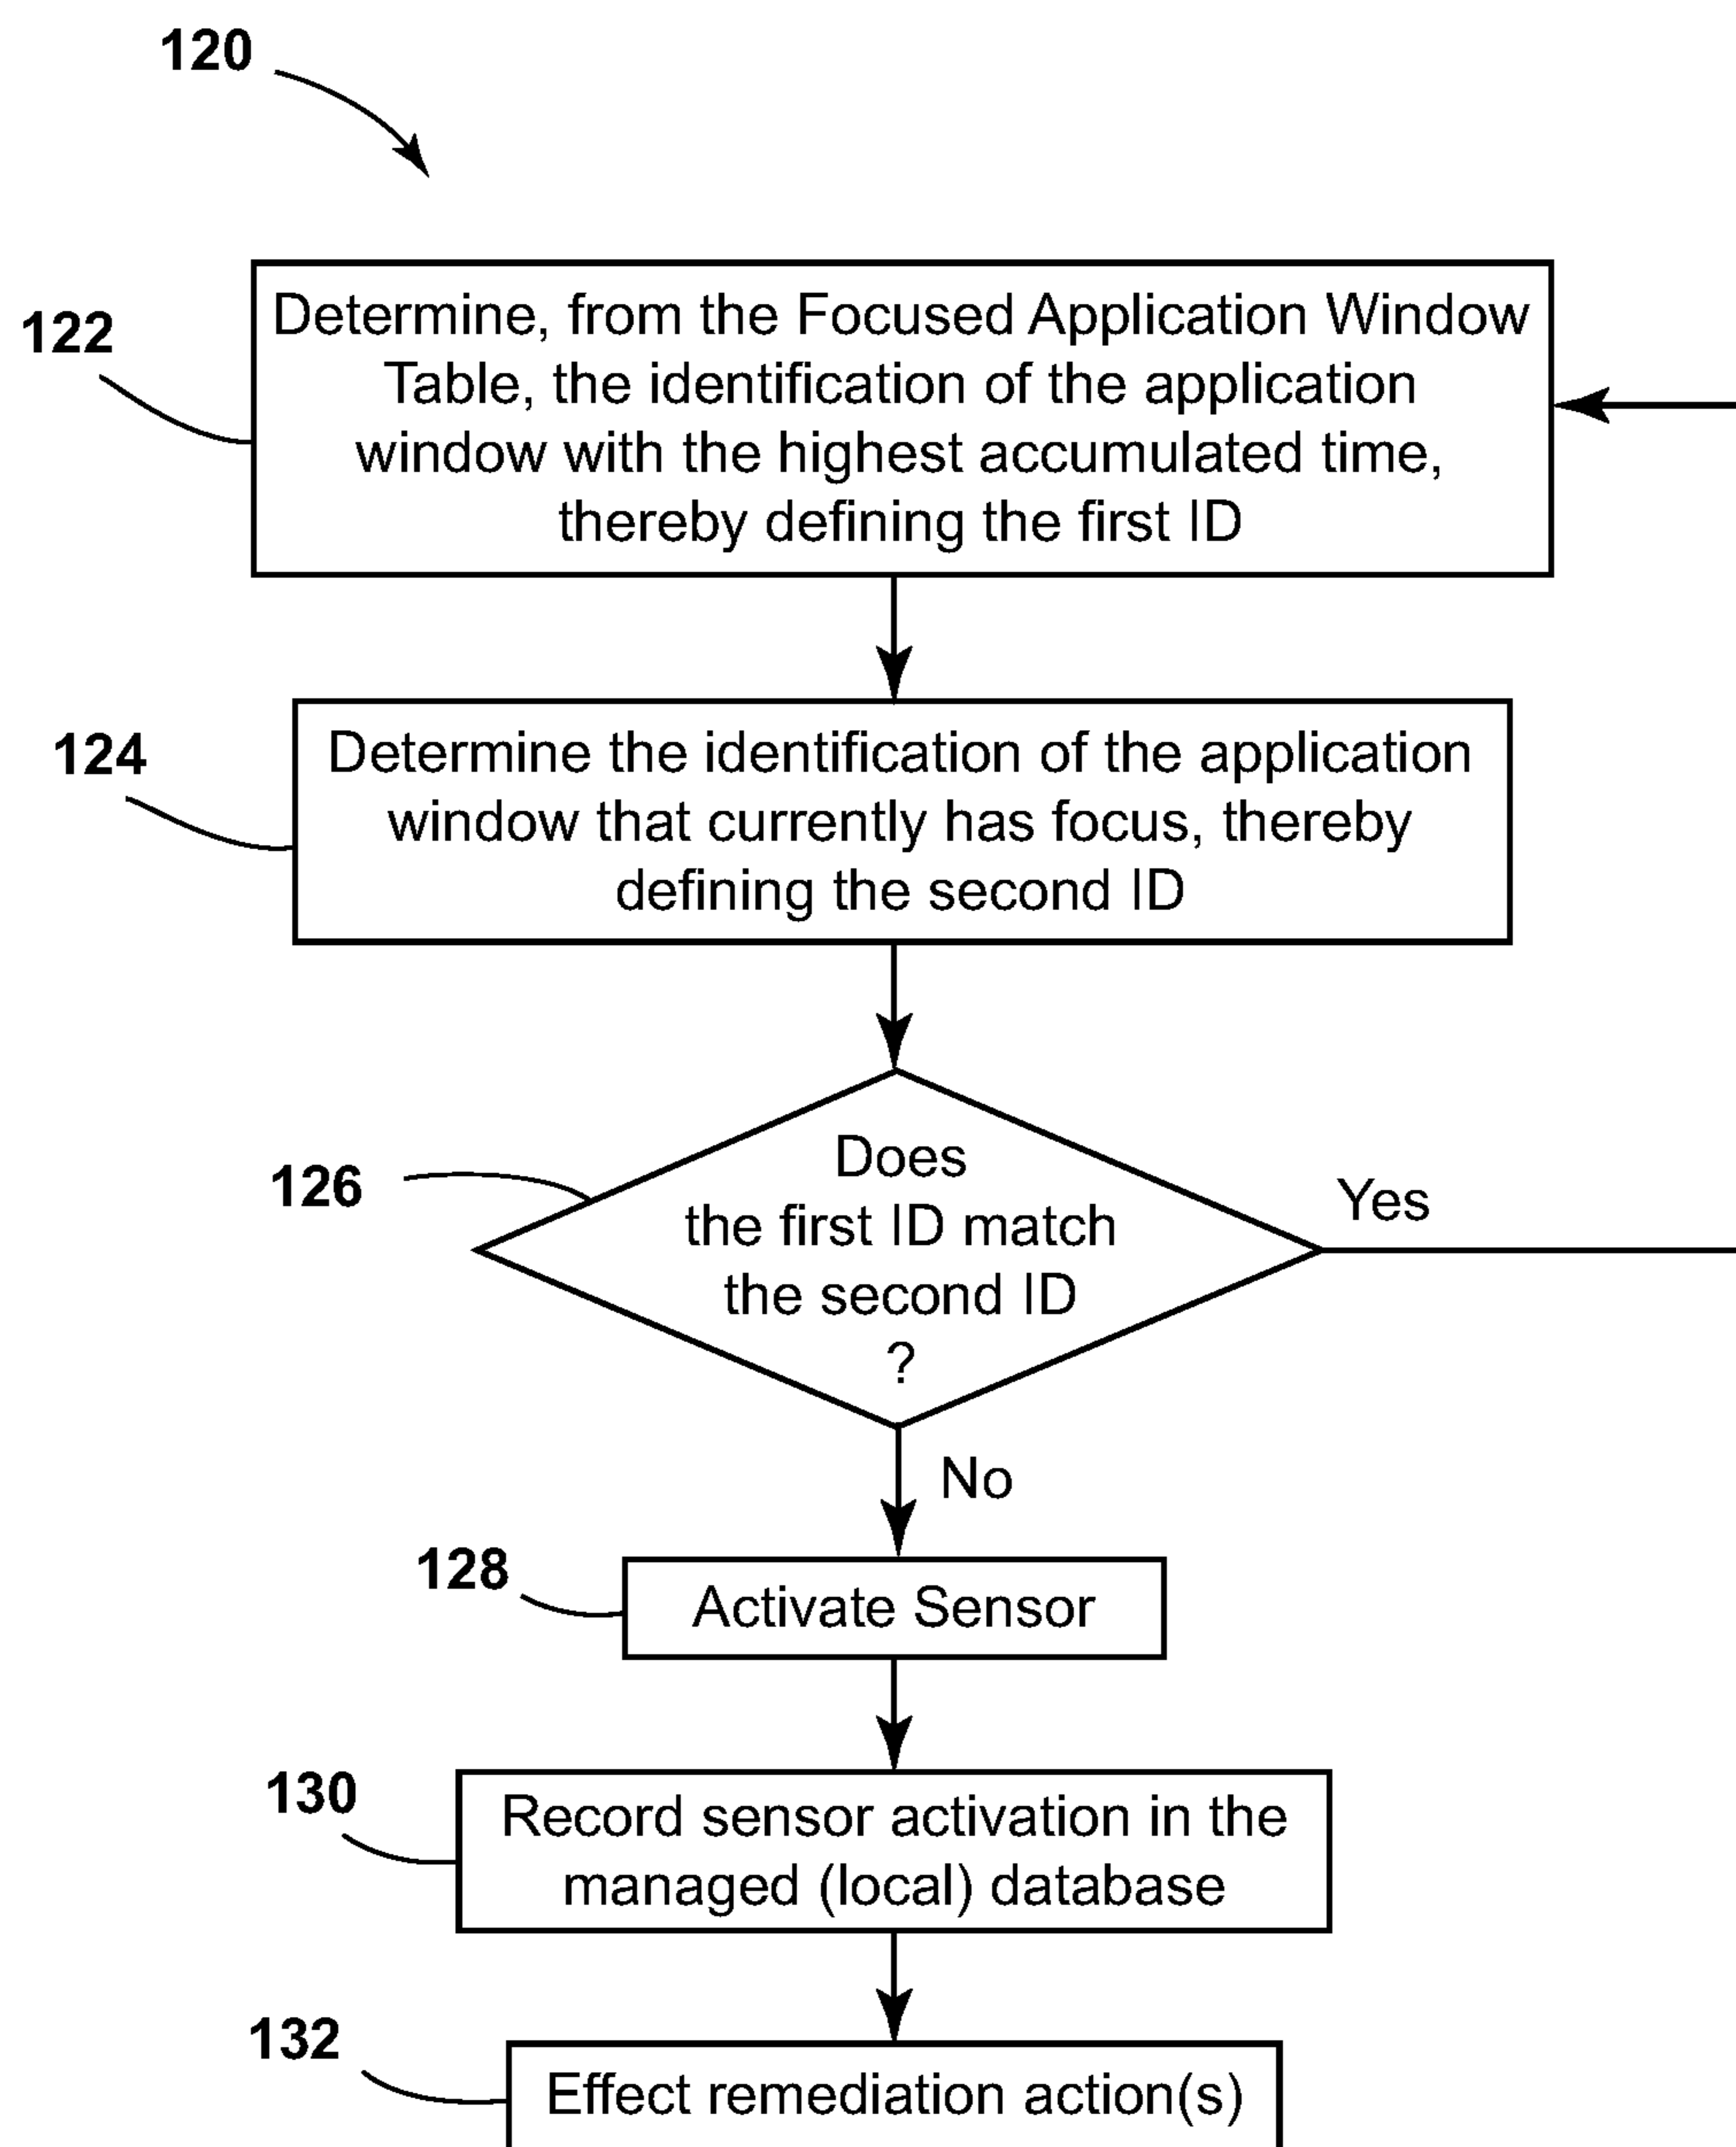 120
122
Determine, from the Focused Application Window
Table, the identification of the application
window with the highest accumulated time,
thereby defining the first ID
124
Determine the identification of the application
window that currently has focus, thereby
defining the second ID
126
Does
the first ID match
the second ID
?
Yes
No
128
Activate Sensor
130
Record sensor activation in the
managed (local) database
132
Effect remediation action(s)